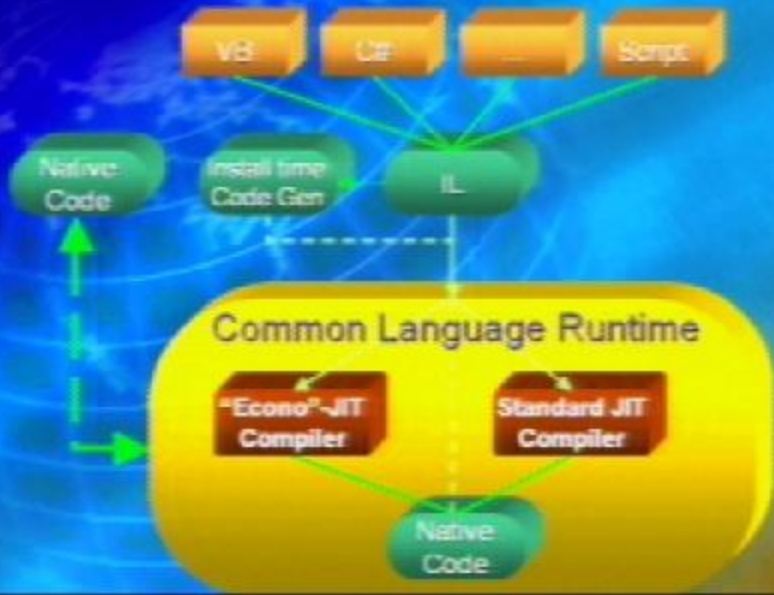 VB
C#
...
Script
Native
Code
Install time
Code Gen
IL
Common Language Runtime
"Econo"-JIT
Compiler
Standard JIT
Compiler
Native
Code